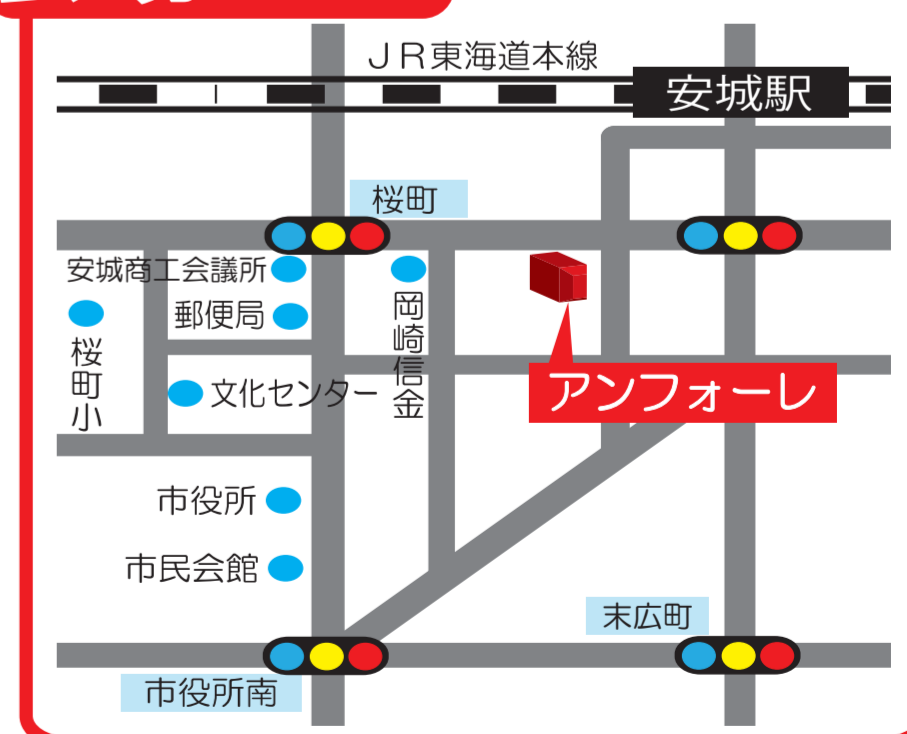 JR東海道本線
安城駅
桜町
安城商工会議所
郵便局
岡崎信金
桜町小
文化センター
アンフォーレ
市役所
市民会館
末広町
市役所南